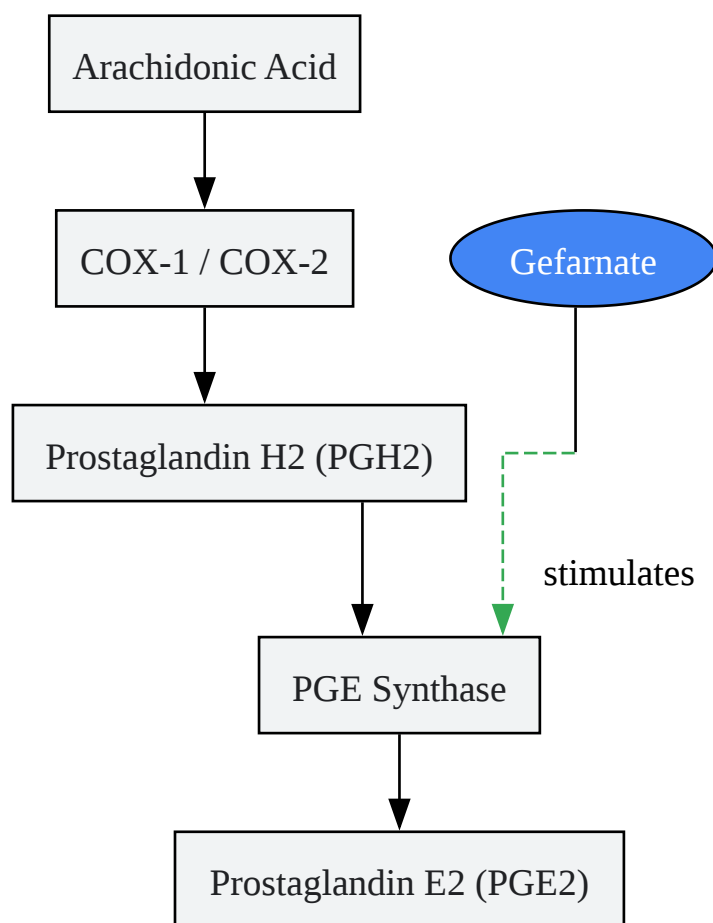 Arachidonic Acid
COX-1 / COX-2
Gefarnate
Prostaglandin H2 (PGH2)
stimulates
PGE Synthase
Prostaglandin E2 (PGE2)